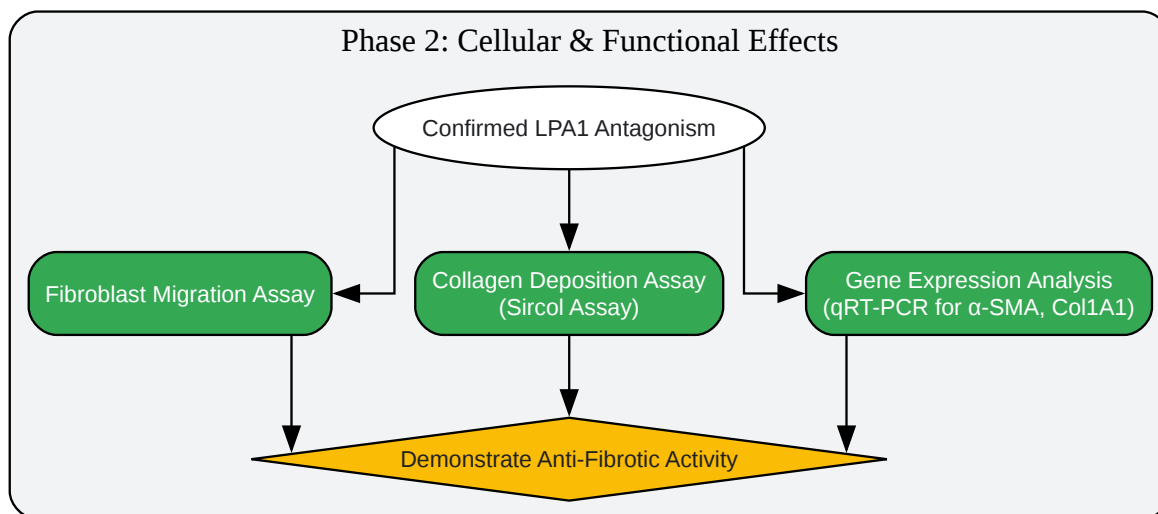 Phase 2: Cellular & Functional Effects
Confirmed LPA1 Antagonism
Fibroblast Migration Assay
Collagen Deposition Assay
(Sircol Assay)
Gene Expression Analysis
(qRT-PCR for α-SMA, Col1A1)
Demonstrate Anti-Fibrotic Activity